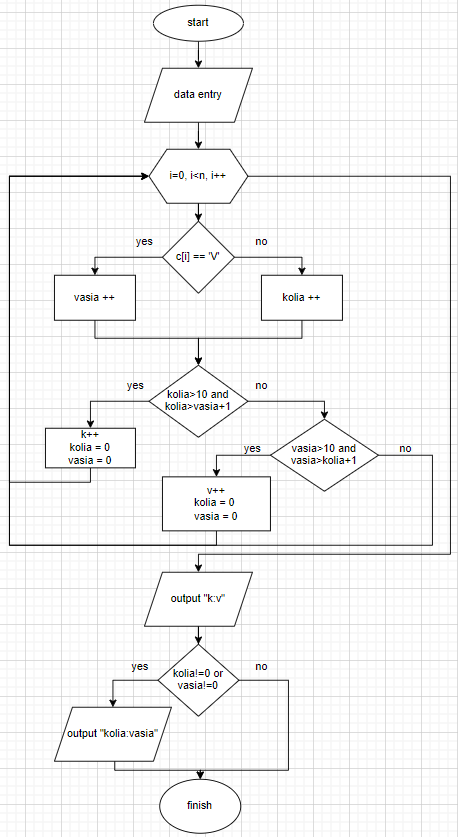 start
data entry
i=0, i<n, i++
c[i] == 'V'
yes
no
vasia ++
kolia ++
kolia>10 and
kolia>vasia+1
yes
no
k++
kolia = 0
vasia = 0
vasia>10 and
vasia>kolia+1
yes
no
v++
kolia = 0
vasia = 0
output "k:v"
kolia!=0 or
vasia!=0
yes
no
output "kolia:vasia"
finish